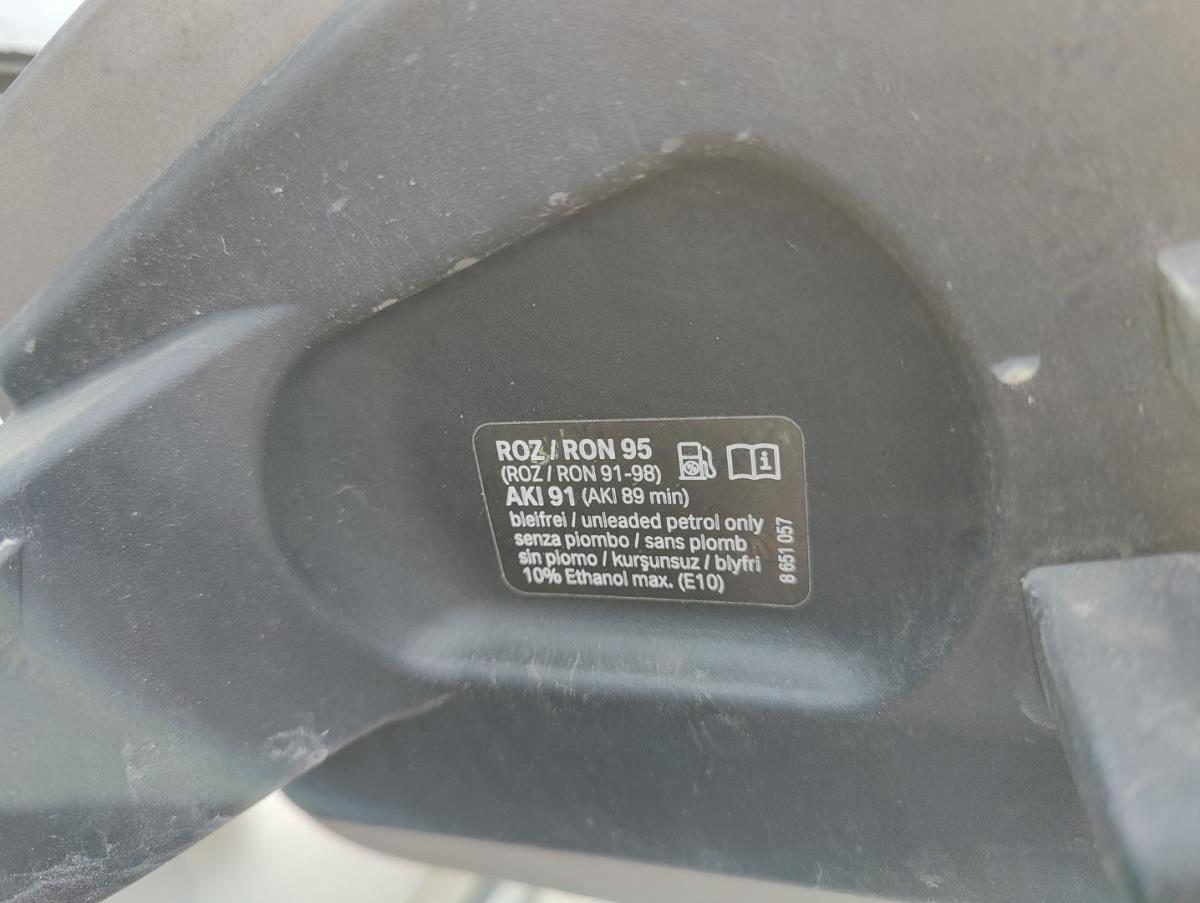 ROZ / RON 95
(ROZ / RON 91-98)
AKI 91 (AKI 89 min)
bleifrei / unleaded petrol only
senza piombo / sans plomb
sin plomo / kurşunsuz / blyfri
10% Ethanol max. (E10)
8 651 057